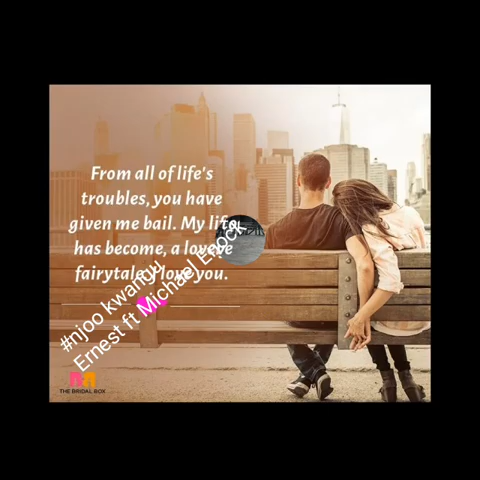 From all of life's
troubles, you have
given me bail. My life
has become, a
fairytale. I love you.
#njoo kwangu
Ernest ft Michael Enock
THE BRIDAL BOX